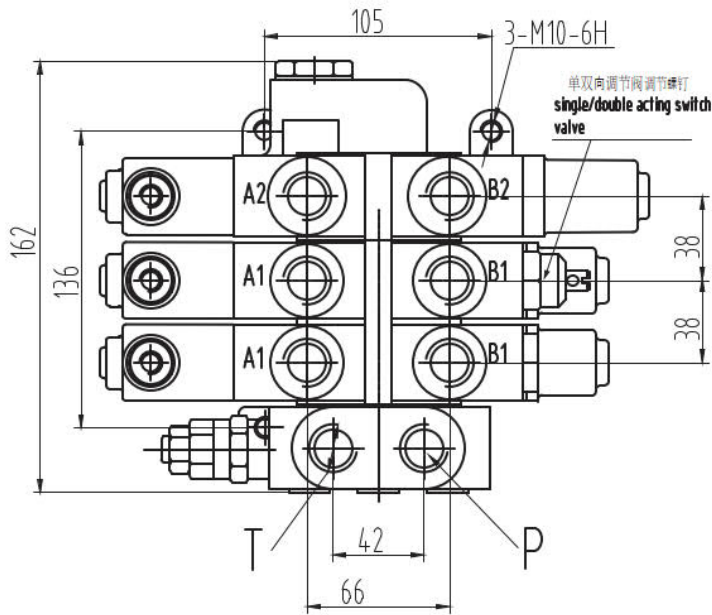 105
3-M10-6H
单双向调节阀调节螺钉
single/double acting switch
valve
A2
B2
162
136
38
A1
B1
38
A1
B1
T
42
P
66